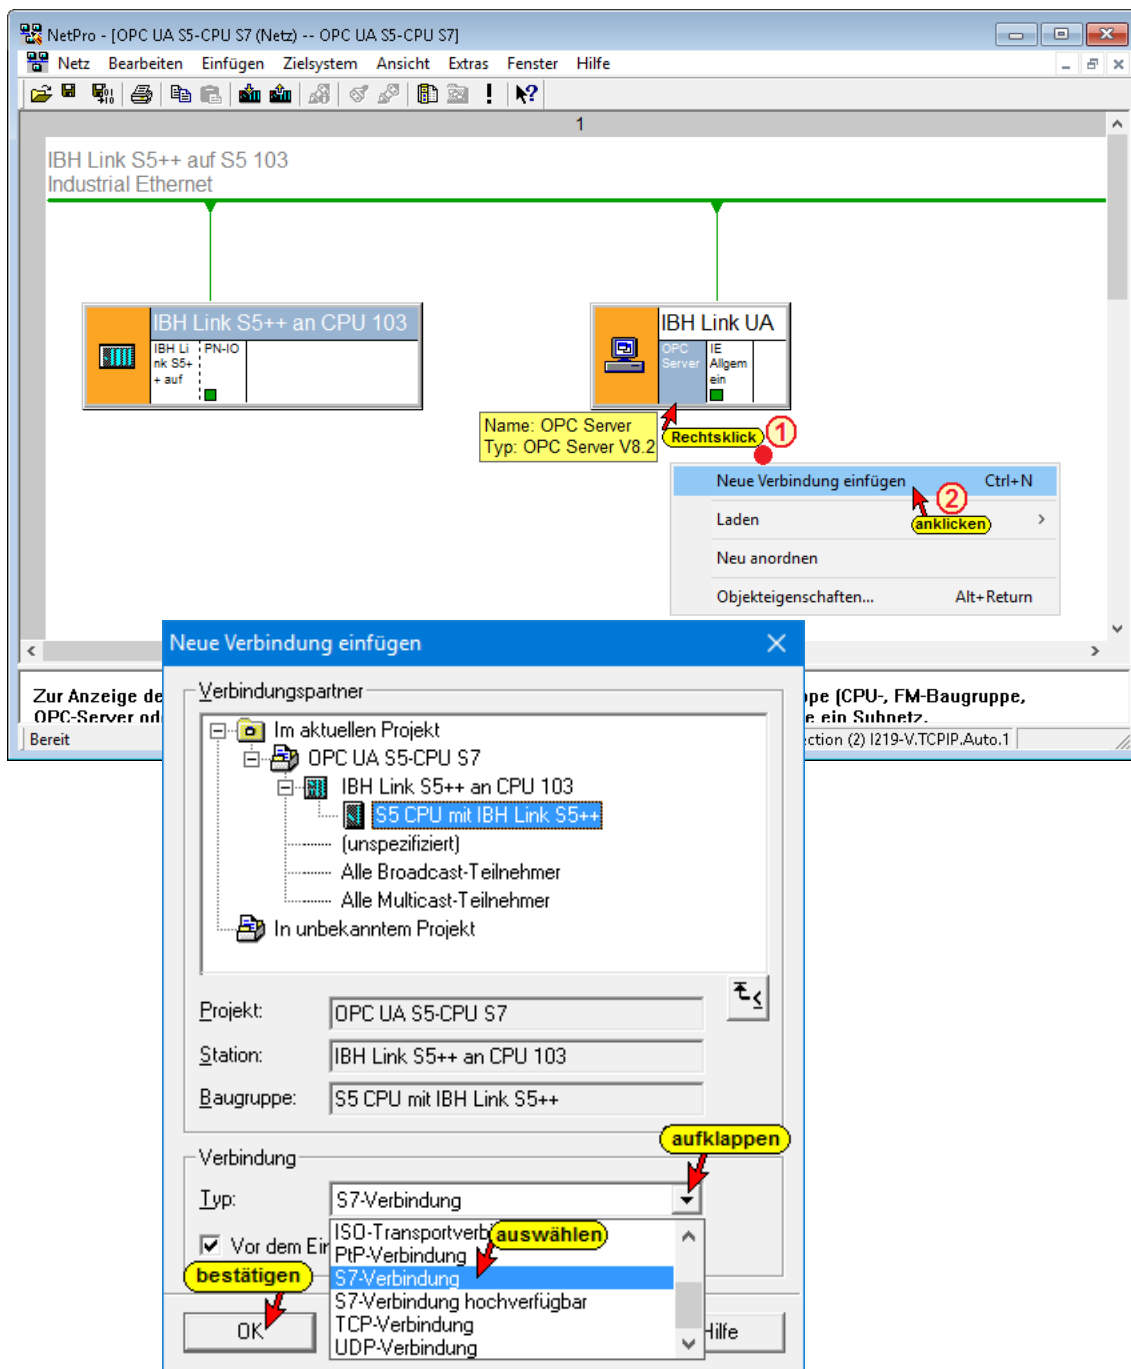 NetPro - [OPC UA S5-CPU S7 (Netz) -- OPC UA S5-CPU S7]
Netz Bearbeiten Einfügen Zielsystem Ansicht Extras Fenster Hilfe
1
IBH Link S5++ auf S5 103
Industrial Ethernet
IBH Link S5++ an CPU 103
IBH Li
nk S5+
+ auf
PN-IO
IBH Link UA
OPC
Server
IE
Allgem
ein
Name: OPC Server
Typ: OPC Server V8.2
Rechtsklick
1
Neue Verbindung einfügen Ctrl+N
2
anklicken
Laden
Neu anordnen
Objekteigenschaften... Alt+Return
Zur Anzeige de
ppe (CPU-, FM-Baugruppe,
OPC-Server od
e ein Subnetz.
Bereit
ction (2) I219-V.TCPIP.Auto.1
Neue Verbindung einfügen
Verbindungspartner
Im aktuellen Projekt
OPC UA S5-CPU S7
IBH Link S5++ an CPU 103
S5 CPU mit IBH Link S5++
(unspezifiziert)
Alle Broadcast-Teilnehmer
Alle Multicast-Teilnehmer
In unbekanntem Projekt
Projekt: OPC UA S5-CPU S7
Station: IBH Link S5++ an CPU 103
Baugruppe: S5 CPU mit IBH Link S5++
aufklappen
Verbindung
Typ: S7-Verbindung
ISO-Transportverb
auswählen
Vor dem Ein
PtP-Verbindung
bestätigen
S7-Verbindung
S7-Verbindung hochverfügbar
TCP-Verbindung
UDP-Verbindung
OK
Hilfe